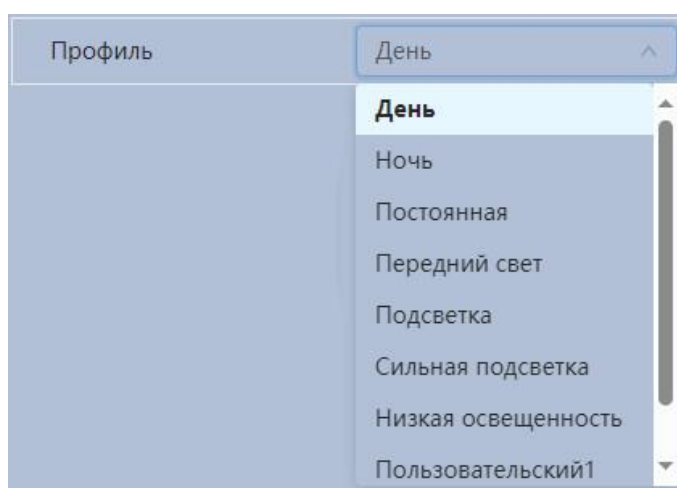 Профиль День
День
Ночь
Постоянная
Передний свет
Подсветка
Сильная подсветка
Низкая освещенность
Пользовательский1